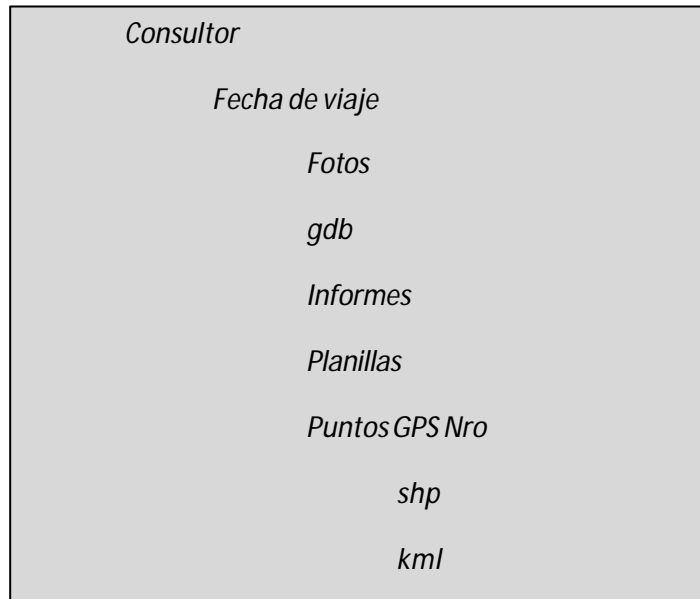 Consultor
Fecha de viaje
Fotos
gdb
Informes
Planillas
Puntos GPS Nro
shp
kml